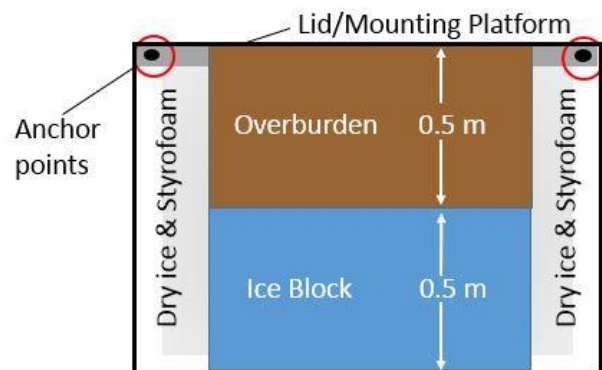 Lid/Mounting Platform
Anchor
points
Dry ice & Styrofoam
Overburden
0.5 m
Ice Block
0.5 m
Dry ice & Styrofoam